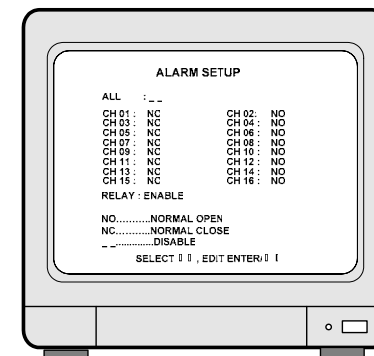 ALARM SETUP
ALL : _ _
CH 01 : NC CH 02: NO
CH 03 : NC CH 04 : NO
CH 05 : NC CH 06 : NO
CH 07 : NC CH 08 : NO
CH 09 : NC CH 10 : NO
CH 11 : NC CH 12 : NO
CH 13 : NC CH 14 : NO
CH 15 : NC CH 16 : NO
RELAY : ENABLE
NO..........NORMAL OPEN
NC..........NORMAL CLOSE
_ _.............DISABLE
SELECT , EDIT ENTER/